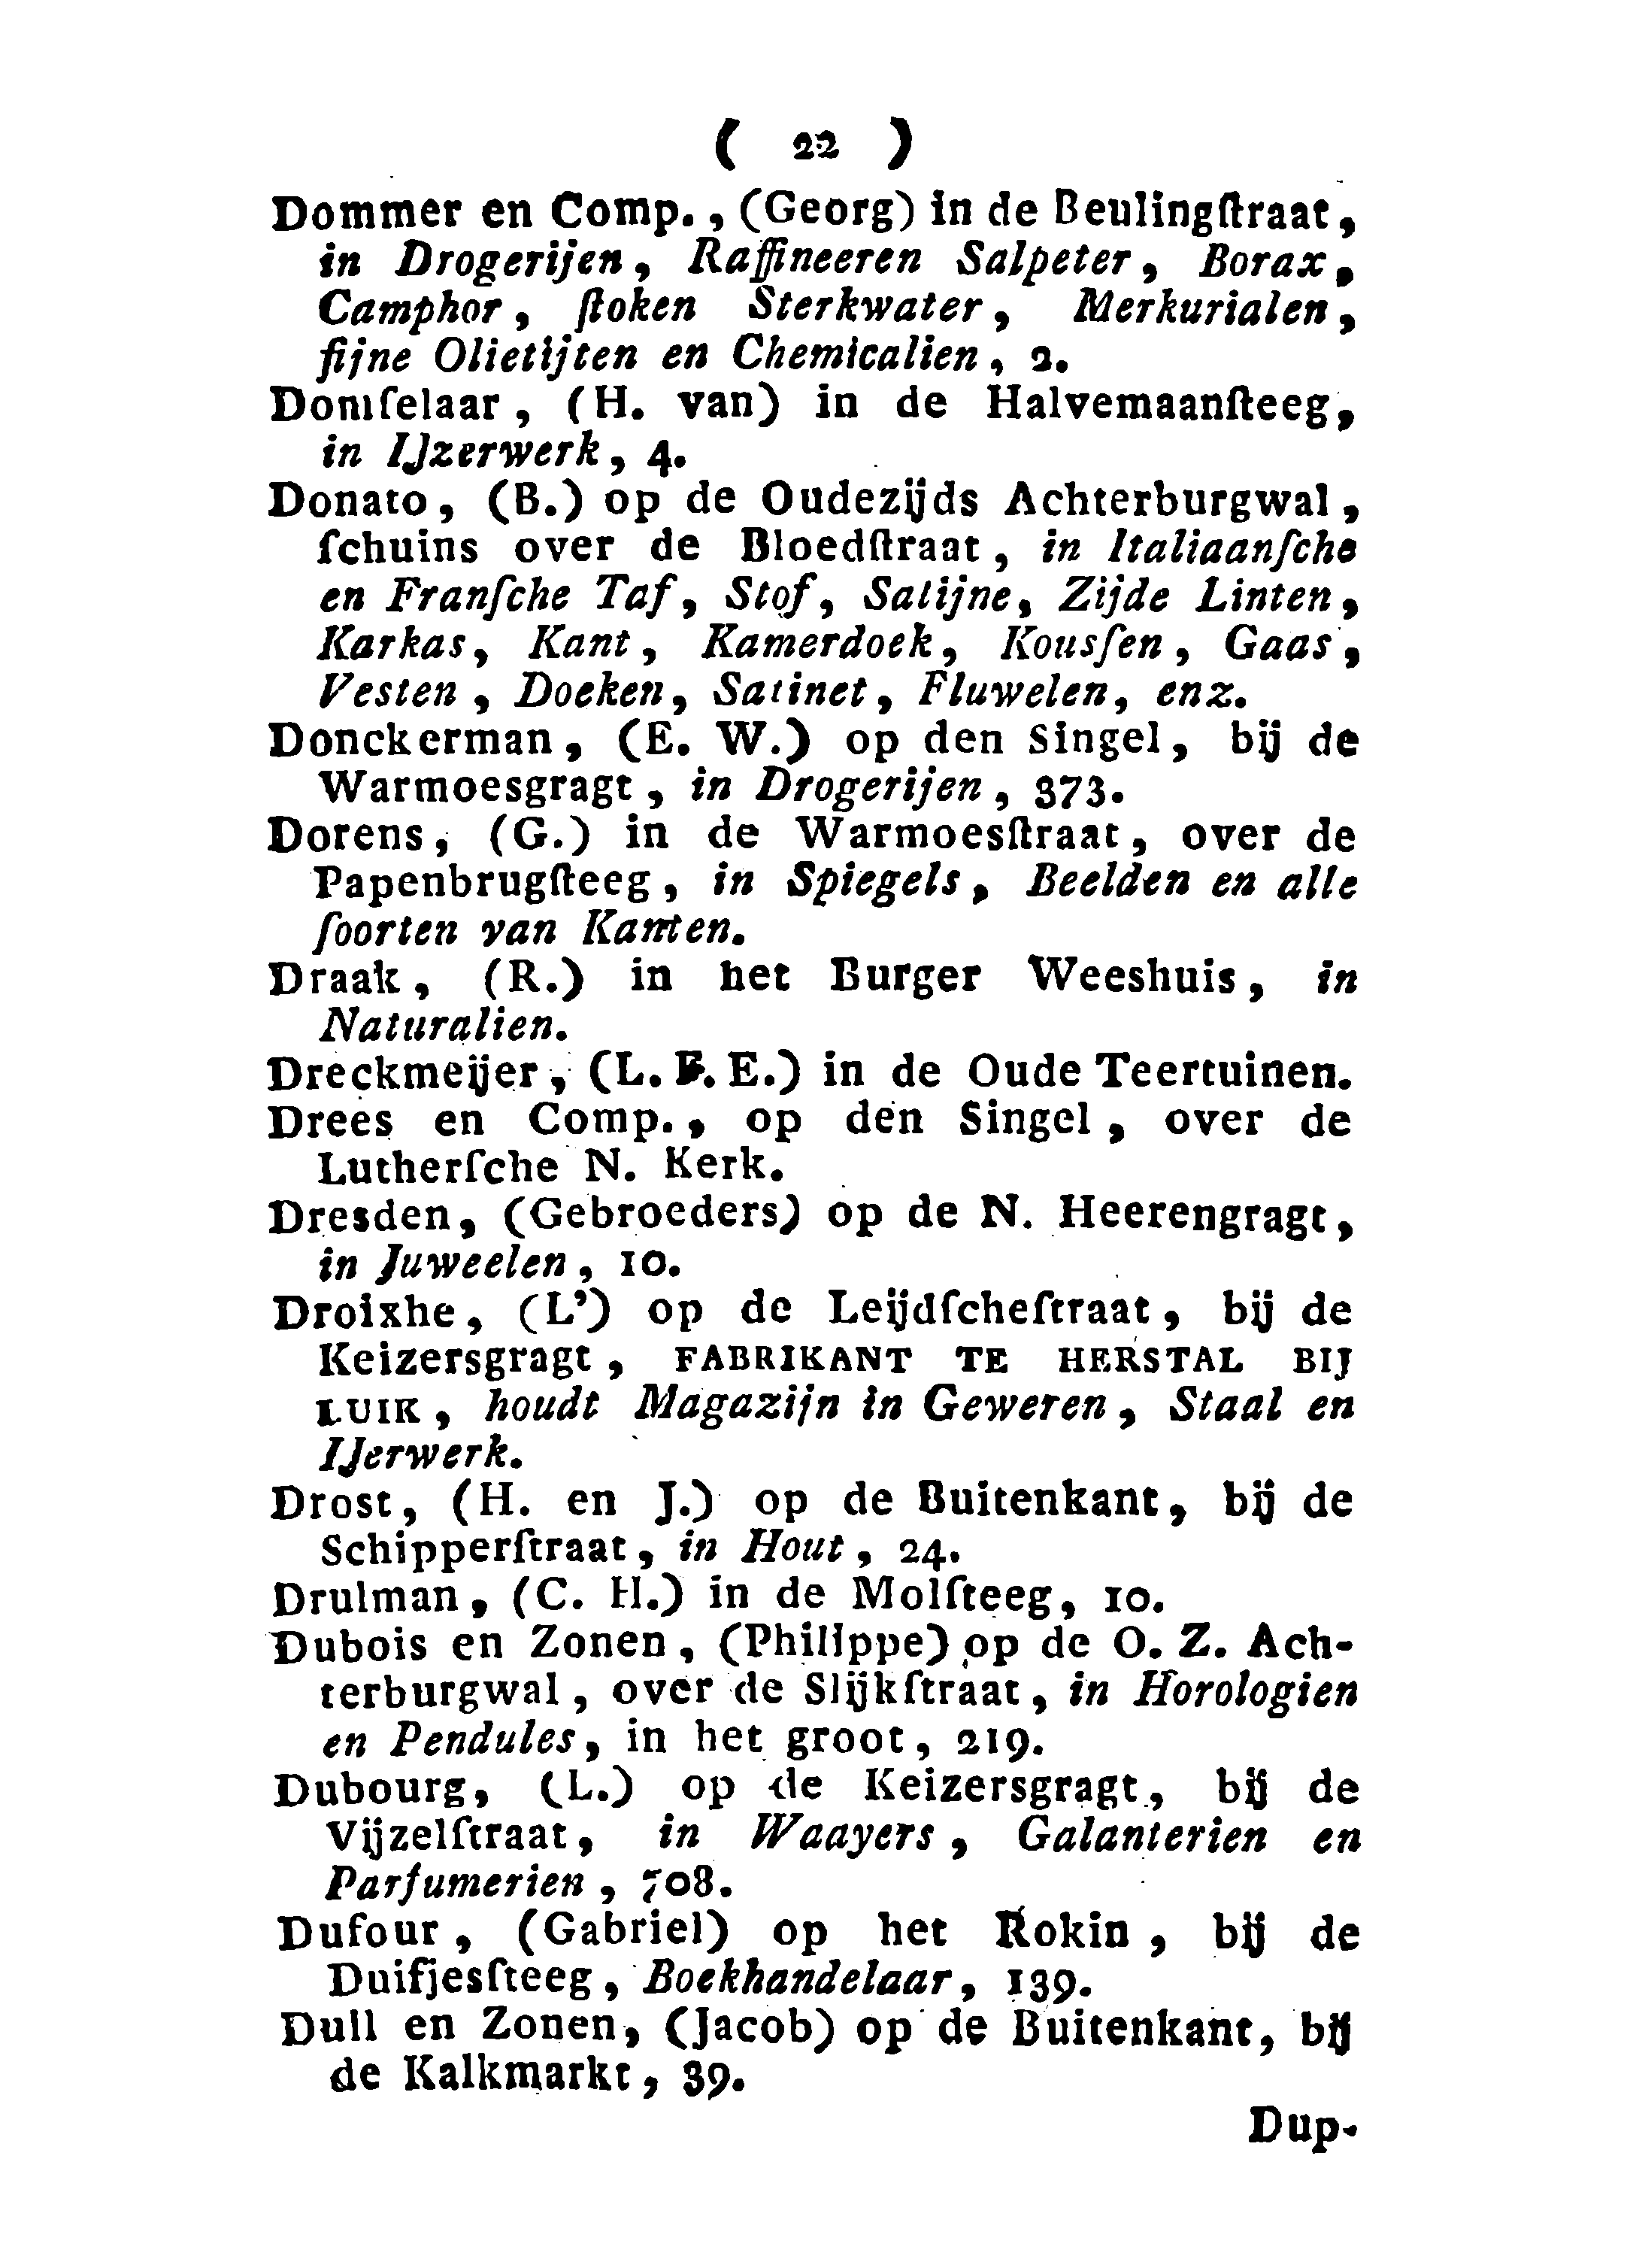 ( 22 )
Dommer en Comp., (Georg) in de Beulingſtraat,
in Drogerijen, Raffineeren Salpeter, Borax,
Camphor, ſtoken Sterkwater, Merkurialen,
fijne Olietijten en Chemicalien, 2.
Domſelaar, (H. van) in de Halvemaanſteeg,
in IJzerwerk, 4.
Donato, (B.) op de Oudezijds Achterburgwal,
ſchuins over de Bloedſtraat, in Italiaanſche
en Franſche Taf, Stof, Satijne, Zijde Linten,
Karkas, Kant, Kamerdoek, Kousſen, Gaas,
Vesten, Doeken, Satinet, Fluwelen, enz.
Donckerman, (E. W.) op den Singel, bij de
Warmoesgragt, in Drogerijen, 373.
Dorens, (G.) in de Warmoesſtraat, over de
Papenbrugſteeg, in Spiegels, Beelden en alle
ſoorten van Kanten.
Draak, (R.) in het Burger Weeshuis, in
Naturalien.
Dreckmeijer, (L. E.) in de Oude Teertuinen.
Drees en Comp., op den Singel, over de
Lutherſche N. Kerk.
Dresden, (Gebroeders) op de N. Heerengragt,
in Juweelen, 10.
Droixhe, (L') op de Leijdſcheſtraat, bij de
Keizersgragt, FABRIKANT TE HERSTAL BIJ
LUIK, houdt Magazijn in Geweren, Staal en
IJerwerk.
Drost, (H. en J.) op de Buitenkant, bij de
Schipperſtraat, in Hout, 24.
Drulman, (C. H.) in de Molſteeg, 10.
Dubois en Zonen, (Philippe) op de O. Z. Ach-
terburgwal, over de Slijkſtraat, in Horologien
en Pendules, in het groot, 219.
Dubourg, (L.) op de Keizersgragt, bij de
Vijzelſtraat, in Waayers, Galanterien en
Parfumerien, 708.
Dufour, (Gabriel) op het Rokin, bij de
Duifjesſteeg, Boekhandelaar, 139.
Dull en Zonen, (Jacob) op de Buitenkant, bij
de Kalkmarkt, 39.
Dup-